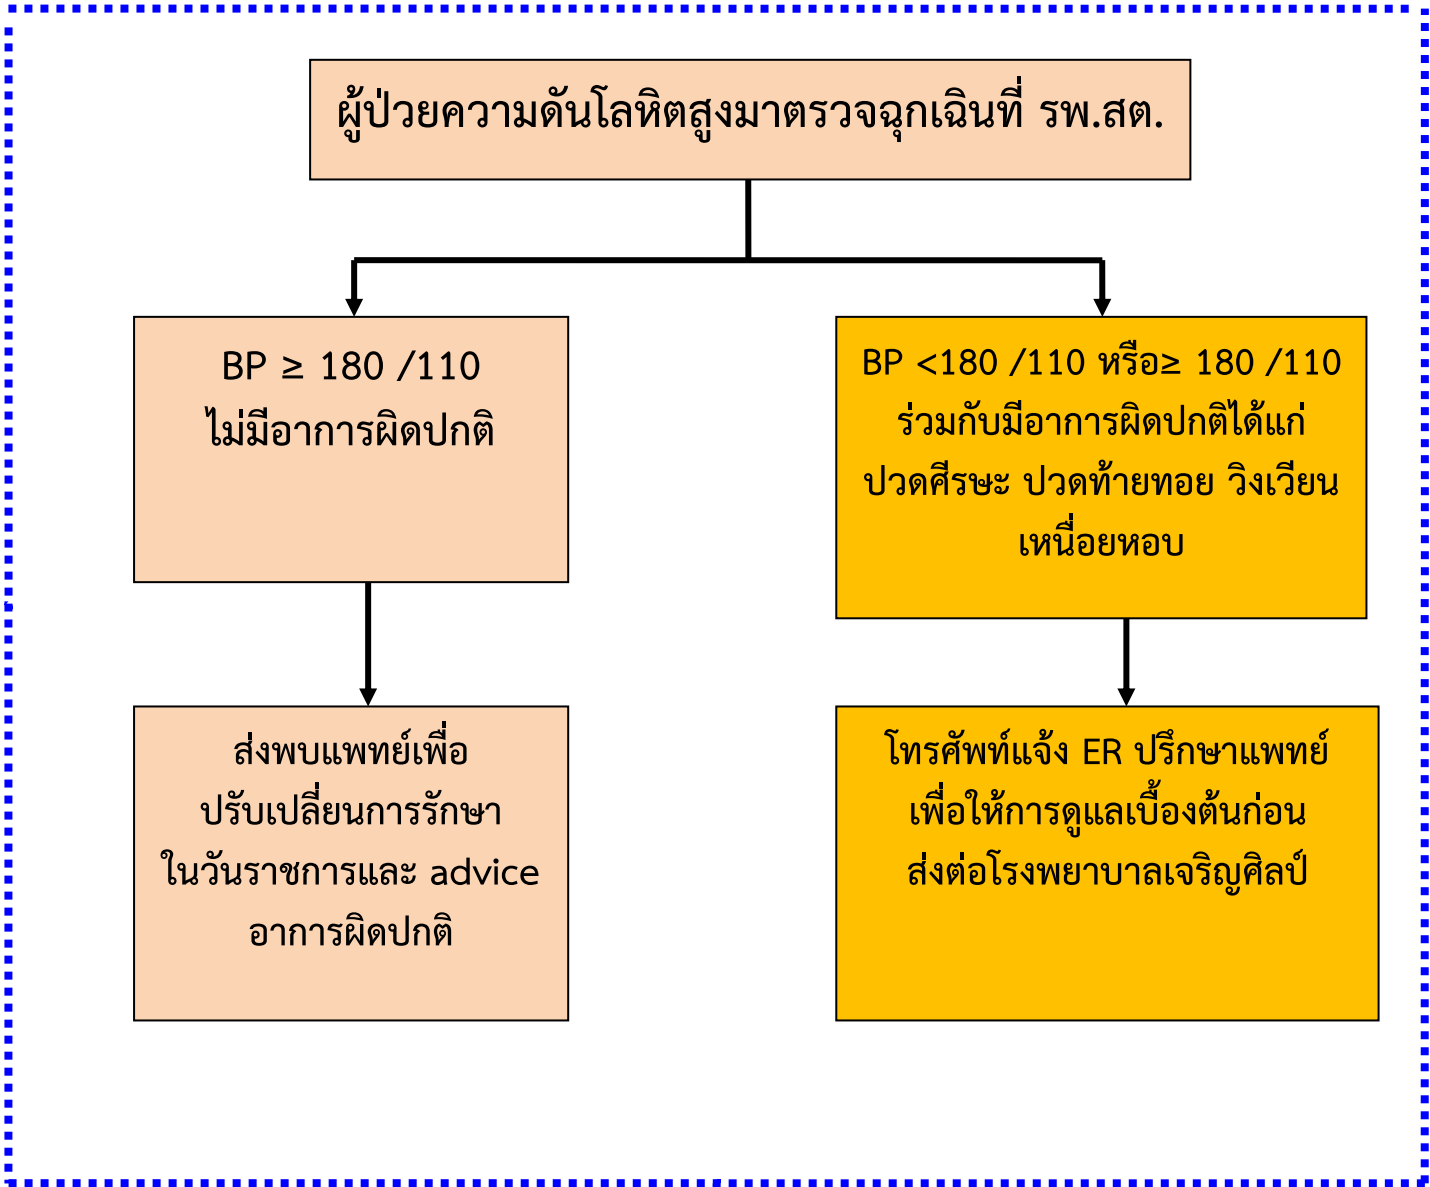 ผู้ป่วยความดันโลหิตสูงมาตรวจฉุกเฉินที่ รพ.สต.
BP ≥ 180 /110
ไม่มีอาการผิดปกติ
BP <180 /110 หรือ≥ 180 /110
ร่วมกับมีอาการผิดปกติได้แก่
ปวดศีรษะ ปวดท้ายทอย วิงเวียน
เหนื่อยหอบ
ส่งพบแพทย์เพื่อ
ปรับเปลี่ยนการรักษา
ในวันราชการและ advice
อาการผิดปกติ
โทรศัพท์แจ้ง ER ปรึกษาแพทย์
เพื่อให้การดูแลเบื้องต้นก่อน
ส่งต่อโรงพยาบาลเจริญศิลป์